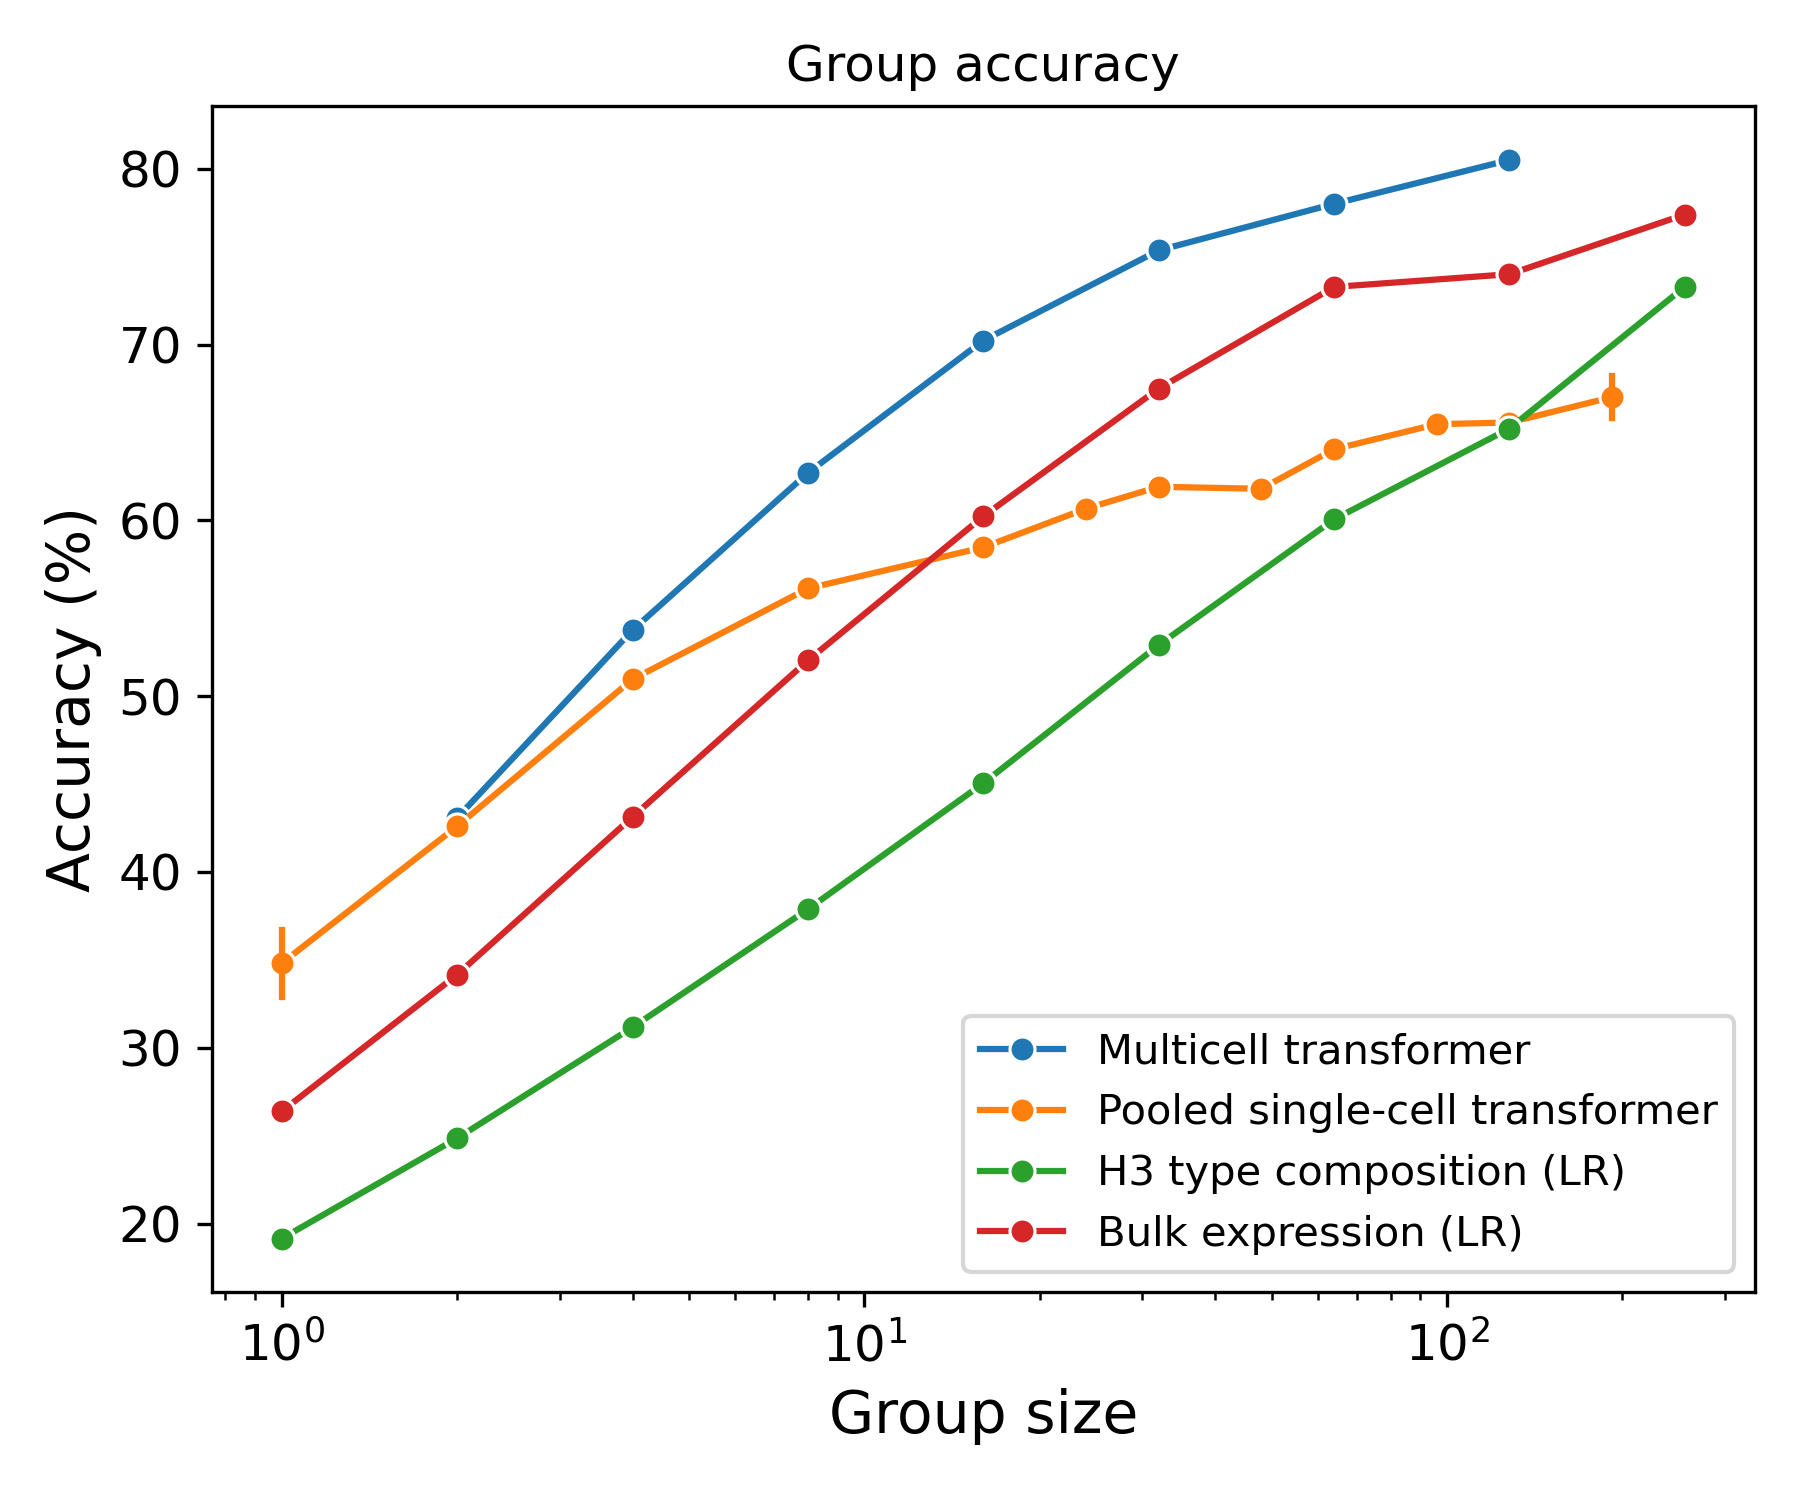 Group accuracy
Accuracy (%)
80
70
60
50
40
30
20
10⁰
10¹
10²
Group size
Multicell transformer
Pooled single-cell transformer
H3 type composition (LR)
Bulk expression (LR)